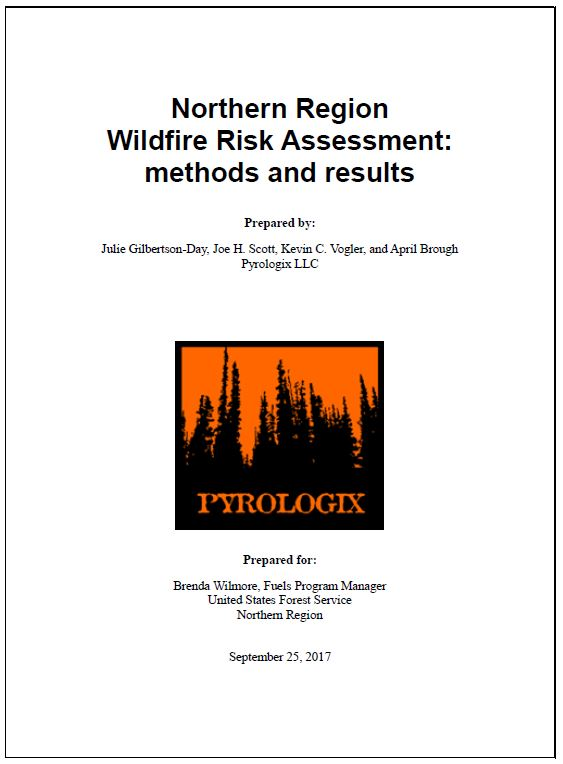 Northern Region
Wildfire Risk Assessment:
methods and results
Prepared by:
Julie Gilbertson-Day, Joe H. Scott, Kevin C. Vogler, and April Brough
Pyrologix LLC
PYROLOGIX
Prepared for:
Brenda Wilmore, Fuels Program Manager
United States Forest Service
Northern Region
September 25, 2017